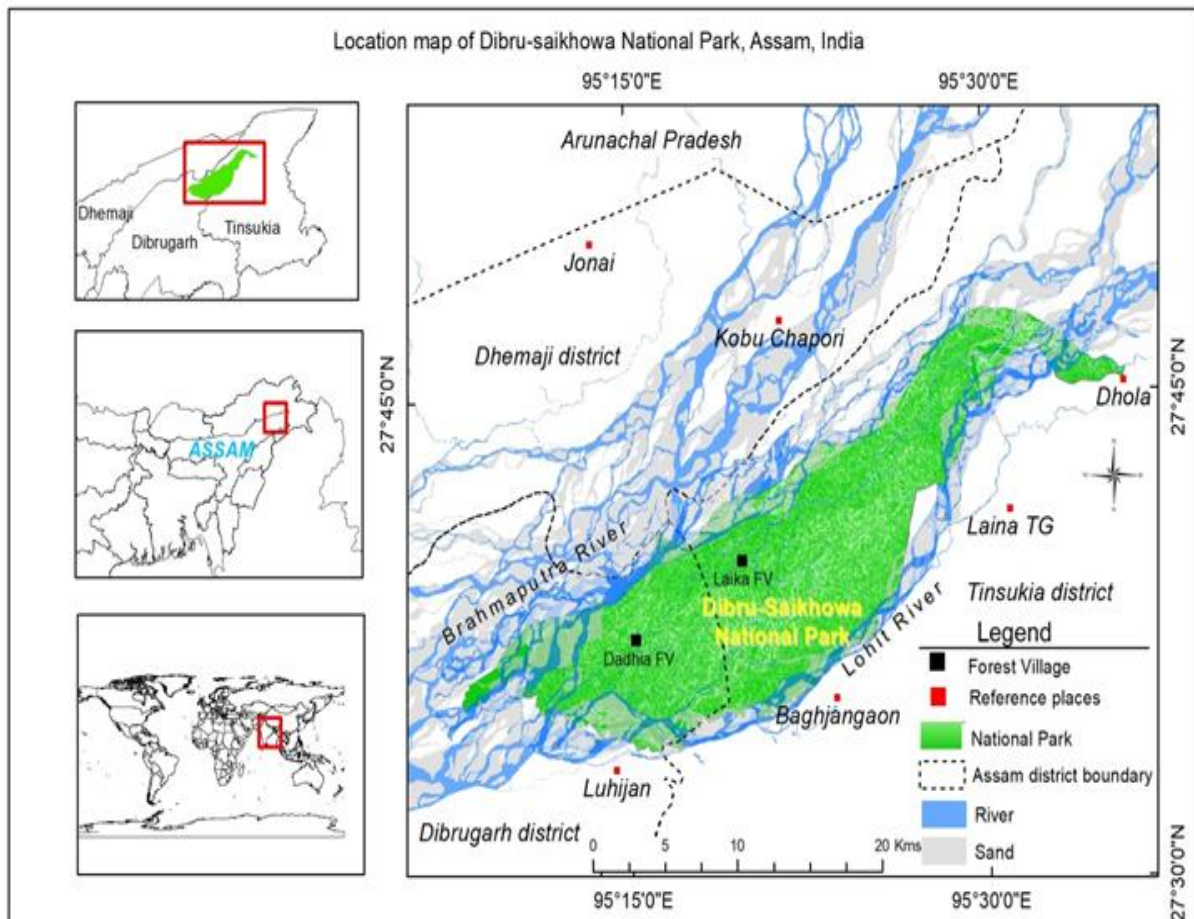 Location map of Dibru-saikhowa National Park, Assam, India
95°15'0"E
95°30'0"E
Dhemaji
Dibrugarh
Tinsukia
ASSAM
Arunachal Pradesh
Jonai
Kobu Chapori
Dhemaji district
27°45'0"N
27°45'0"N
Dhola
Laina TG
Brahmaputra River
Laika FV
Dibru-Saikhowa
National Park
Dadhia FV
Lohit River
Tinsukia district
Baghjangaon
Luhijan
Dibrugarh district
Legend
Forest Village
Reference places
National Park
Assam district boundary
River
Sand
0
5
10
20 Kms
95°15'0"E
95°30'0"E
27°30'0"N